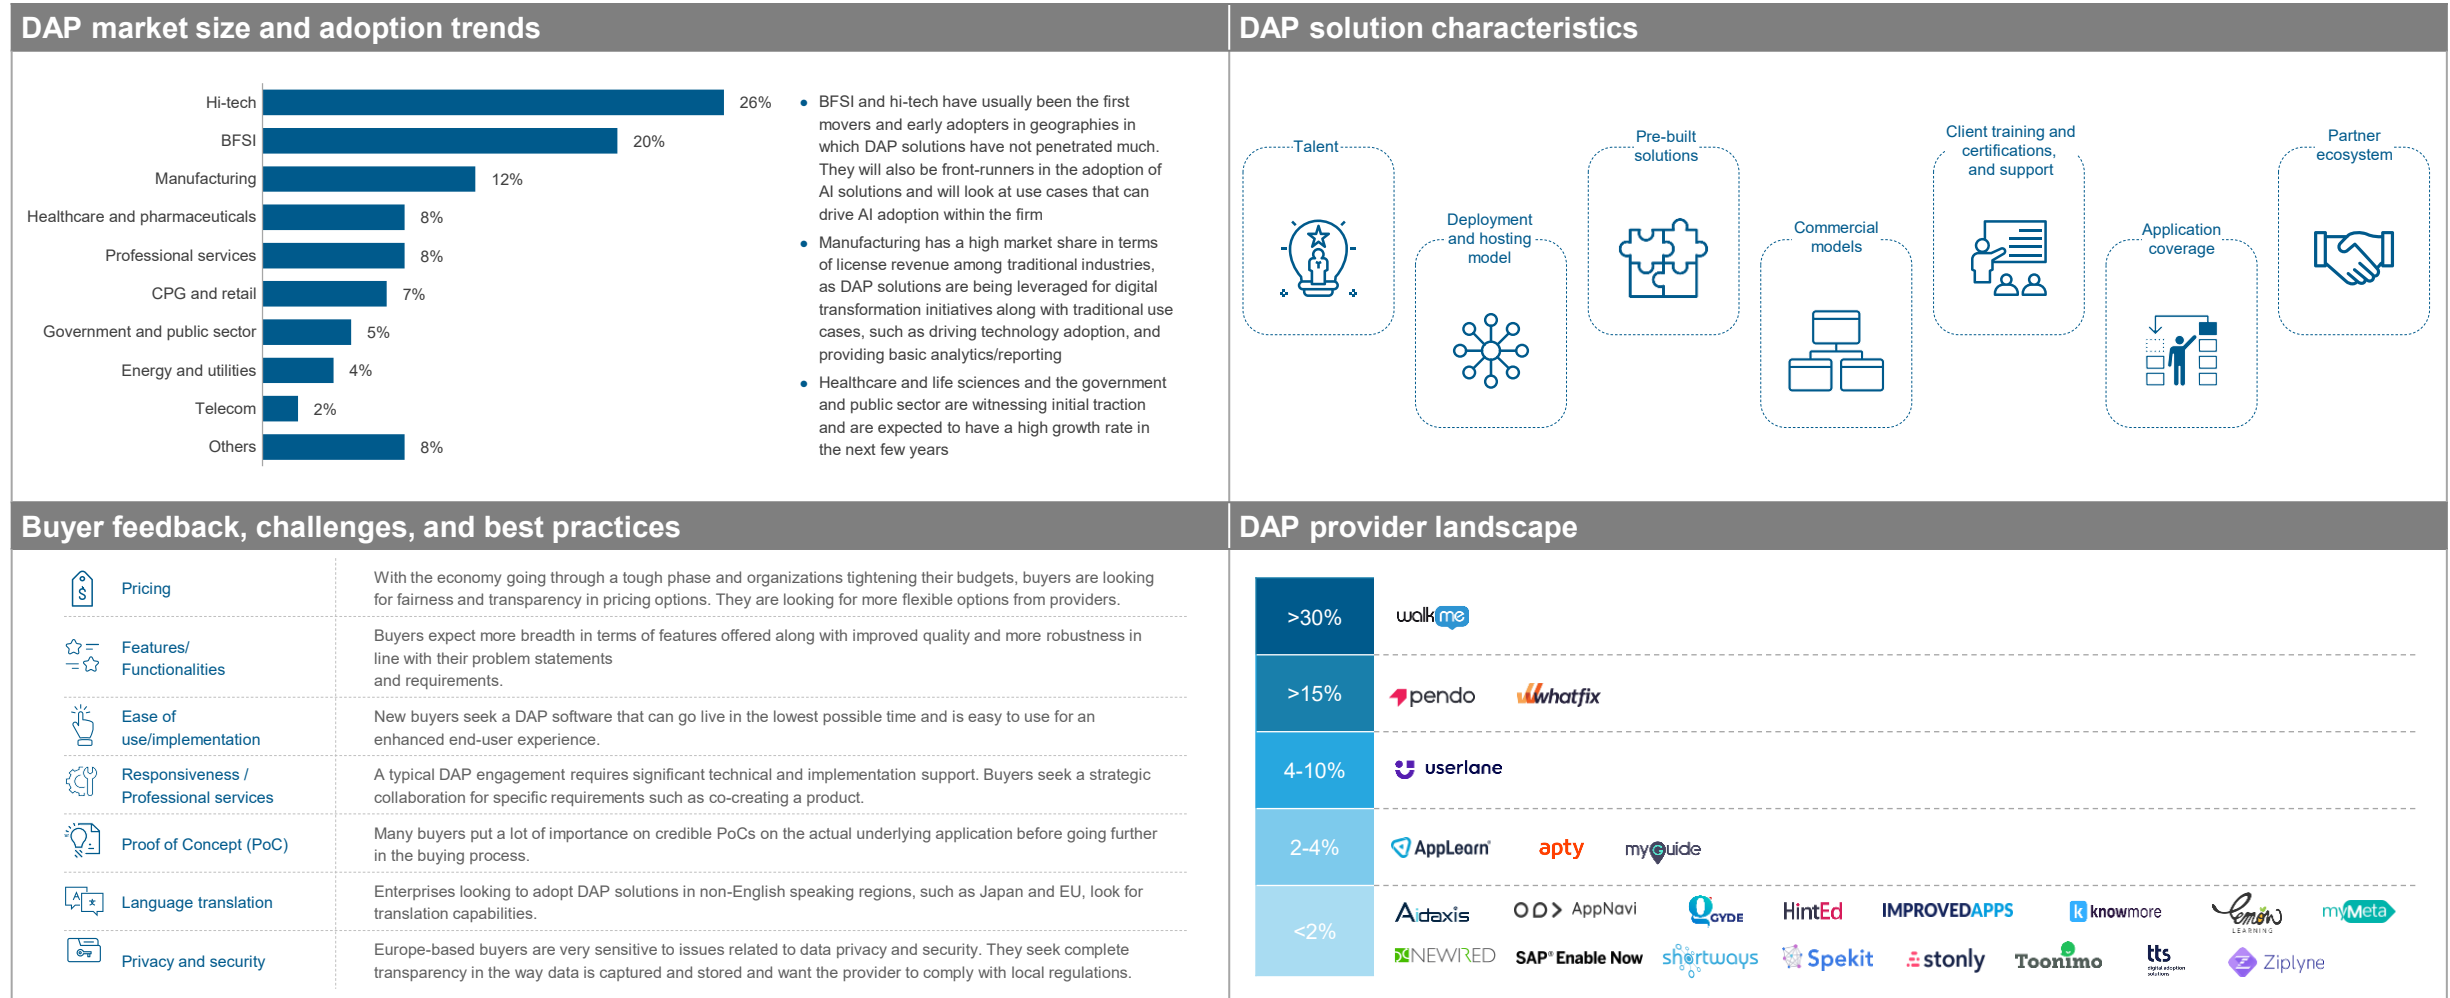 DAP market size and adoption trends
Hi-tech 26%
BFSI 20%
Manufacturing 12%
Healthcare and pharmaceuticals 8%
Professional services 8%
CPG and retail 7%
Government and public sector 5%
Energy and utilities 4%
Telecom 2%
Others 8%
• BFSI and hi-tech have usually been the first
movers and early adopters in geographies in
which DAP solutions have not penetrated much.
They will also be front-runners in the adoption of
AI solutions and will look at use cases that can
drive AI adoption within the firm
• Manufacturing has a high market share in terms
of license revenue among traditional industries,
as DAP solutions are being leveraged for digital
transformation initiatives along with traditional use
cases, such as driving technology adoption, and
providing basic analytics/reporting
• Healthcare and life sciences and the government
and public sector are witnessing initial traction
and are expected to have a high growth rate in
the next few years
DAP solution characteristics
Talent
Deployment
and hosting
model
Pre-built
solutions
Commercial
models
Client training and
certifications,
and support
Application
coverage
Partner
ecosystem
Buyer feedback, challenges, and best practices
Pricing
With the economy going through a tough phase and organizations tightening their budgets, buyers are looking
for fairness and transparency in pricing options. They are looking for more flexible options from providers.
Features/
Functionalities
Buyers expect more breadth in terms of features offered along with improved quality and more robustness in
line with their problem statements
and requirements.
Ease of
use/implementation
New buyers seek a DAP software that can go live in the lowest possible time and is easy to use for an
enhanced end-user experience.
Responsiveness /
Professional services
A typical DAP engagement requires significant technical and implementation support. Buyers seek a strategic
collaboration for specific requirements such as co-creating a product.
Proof of Concept (PoC)
Many buyers put a lot of importance on credible PoCs on the actual underlying application before going further
in the buying process.
Language translation
Enterprises looking to adopt DAP solutions in non-English speaking regions, such as Japan and EU, look for
translation capabilities.
Privacy and security
Europe-based buyers are very sensitive to issues related to data privacy and security. They seek complete
transparency in the way data is captured and stored and want the provider to comply with local regulations.
DAP provider landscape
>30%
walkme
>15%
pendo whatfix
4-10%
userlane
2-4%
AppLearn® apty myGuide
<2%
Aidaxis AppNavi GYDE HintEd IMPROVEDAPPS k knowmore Lemon LEARNING myMeta
NEWIRED SAP® Enable Now shortways Spekit stonly Toonimo tts digital adoption solutions Ziplyne